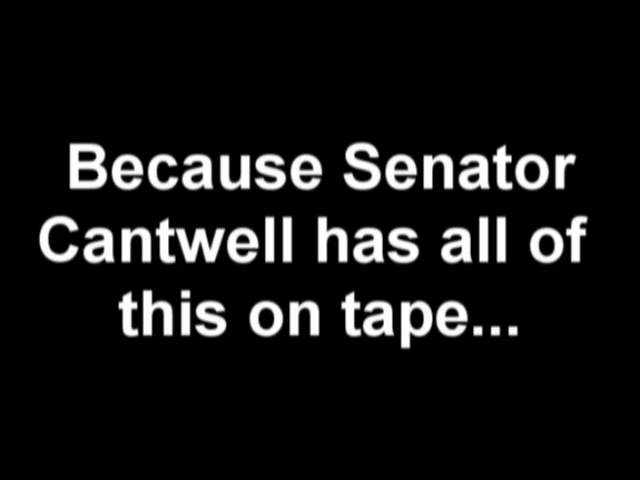 Because Senator
Cantwell has all of
this on tape...